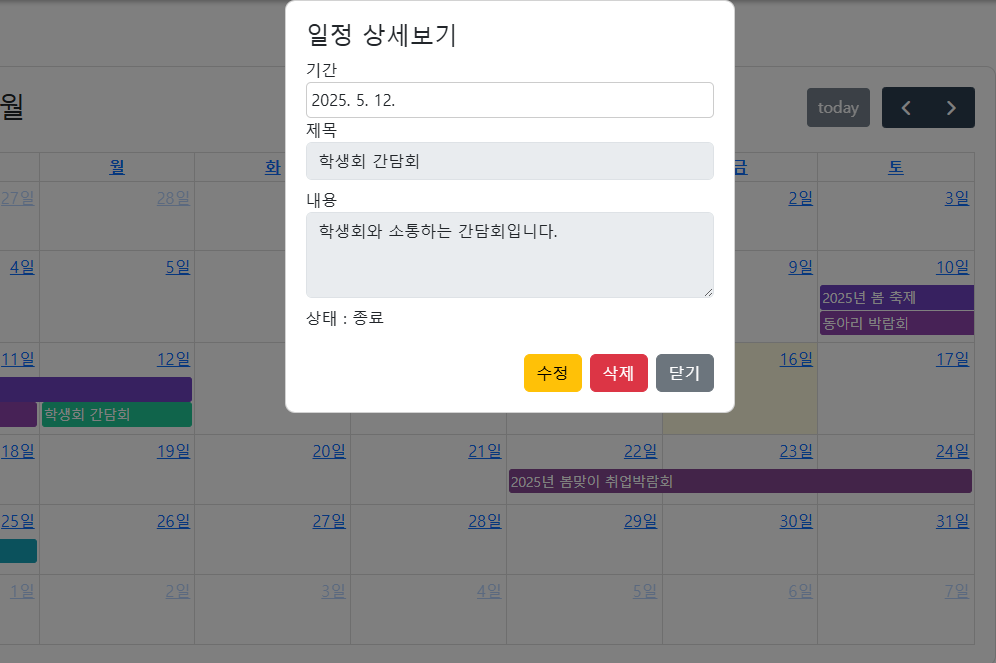 일정 상세보기
기간
2025. 5. 12.
제목
학생회 간담회
내용
학생회와 소통하는 간담회입니다.
상태 : 종료
수정 삭제 닫기
월 today
월 화 금 토
27일 28일 2일 3일
4일 5일 9일 10일
2025년 봄 축제
동아리 박람회
11일 12일 16일 17일
학생회 간담회
18일 19일 20일 21일 22일 23일 24일
2025년 봄맞이 취업박람회
25일 26일 27일 28일 29일 30일 31일
1일 2일 3일 4일 5일 6일 7일